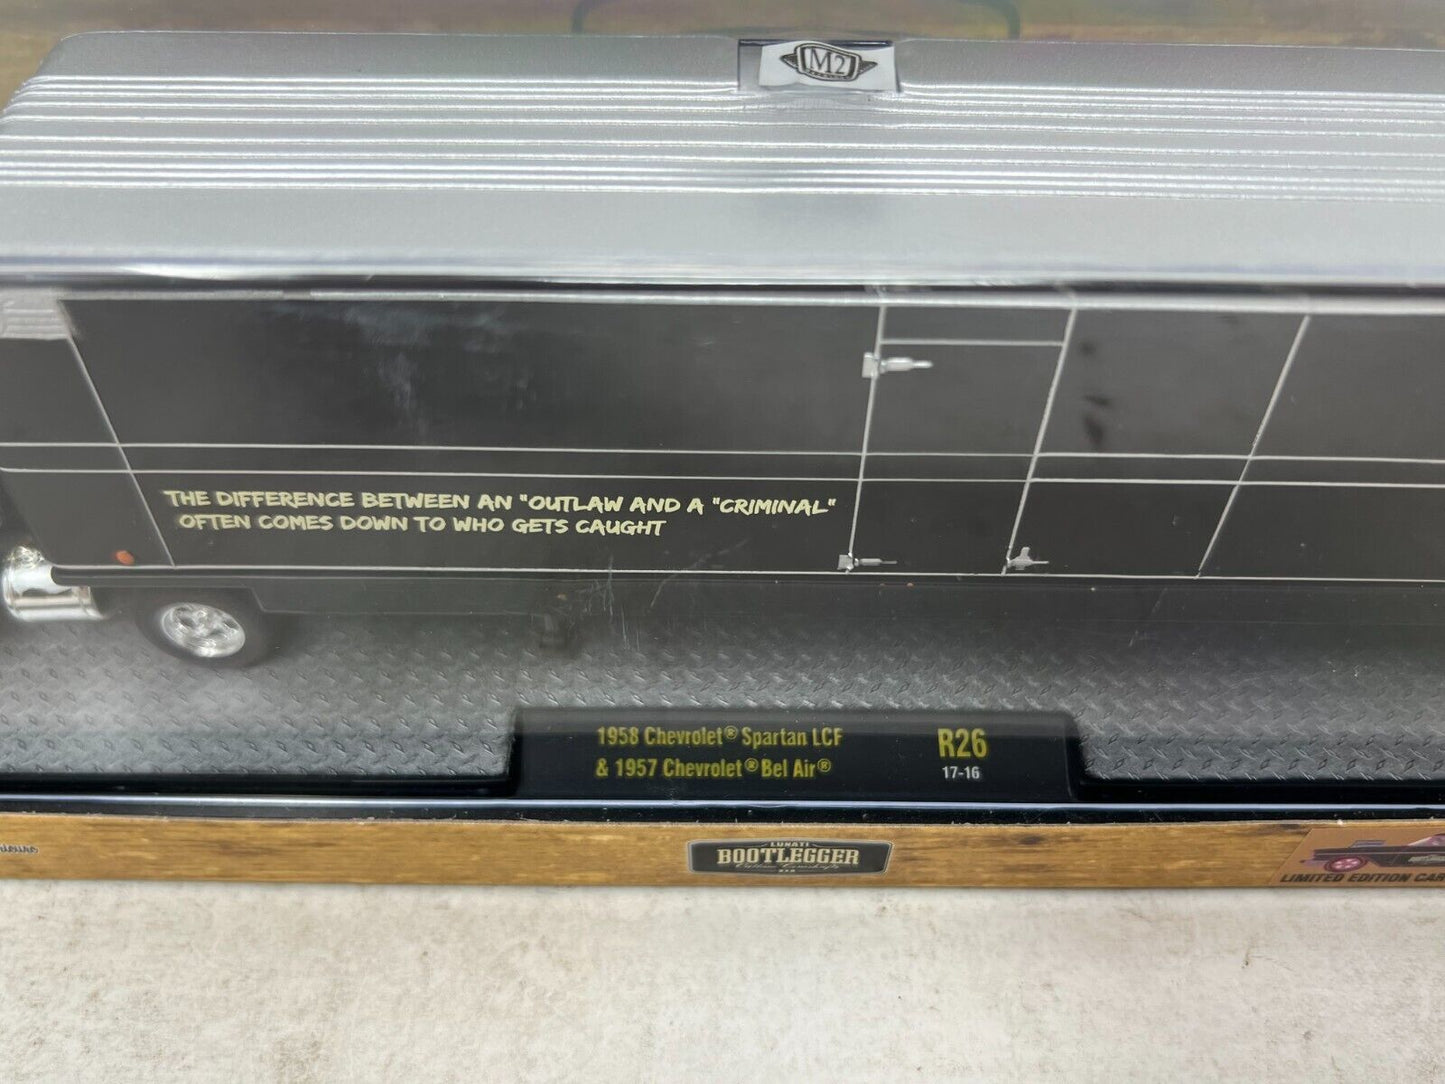 M2
THE DIFFERENCE BETWEEN AN "OUTLAW AND A "CRIMINAL"
OFTEN COMES DOWN TO WHO GETS CAUGHT
1958 Chevrolet® Spartan LCF
& 1957 Chevrolet® Bel Air®
R26
17-16
LUNATI
BOOTLEGGER
LIMITED EDITION CAR